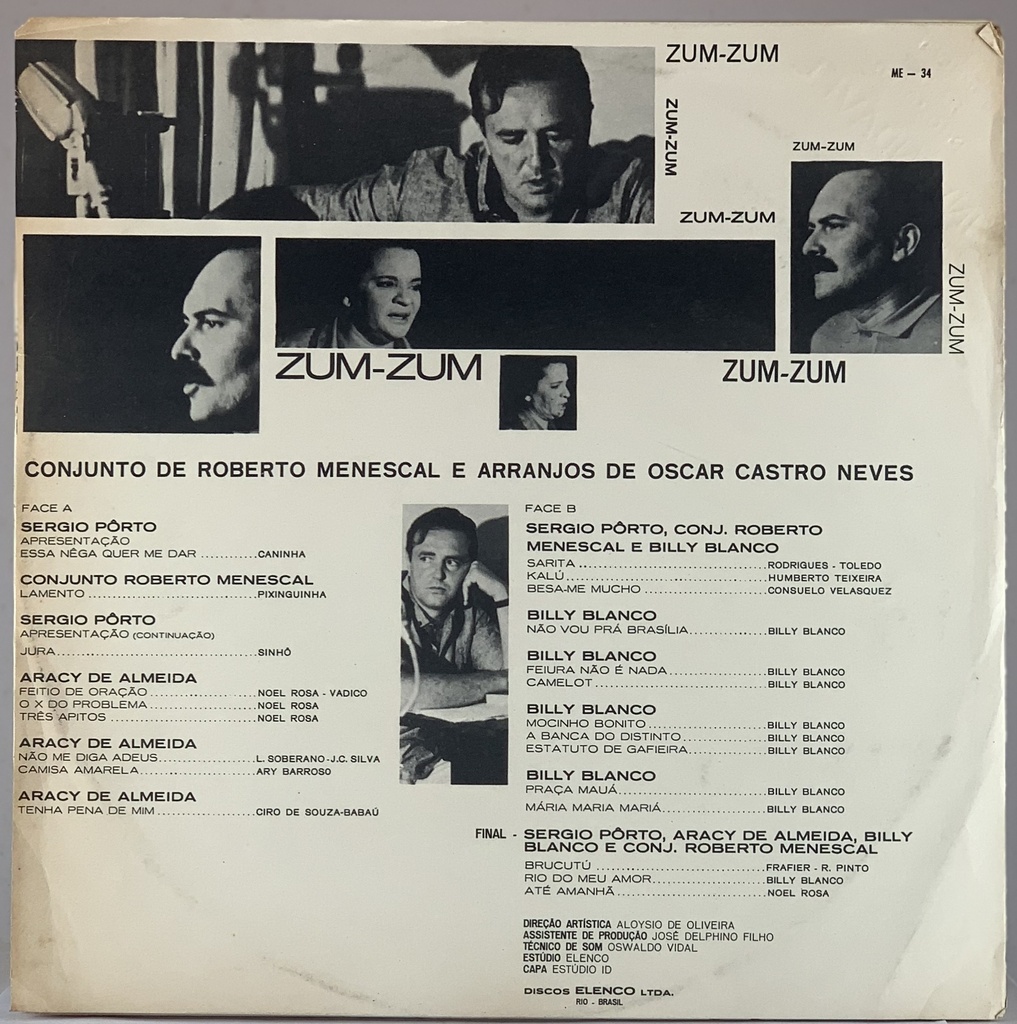 ZUM-ZUM
ME – 34
ZUM-ZUM
ZUM-ZUM
ZUM-ZUM
ZUM-ZUM
ZUM-ZUM
ZUM-ZUM
CONJUNTO DE ROBERTO MENESCAL E ARRANJOS DE OSCAR CASTRO NEVES
FACE A
SERGIO PÔRTO
APRESENTAÇÃO
ESSA NÊGA QUER ME DAR ........... CANINHA
CONJUNTO ROBERTO MENESCAL
LAMENTO ................................. PIXINGUINHA
SERGIO PÔRTO
APRESENTAÇÃO (CONTINUAÇÃO)
JURA....................................... SINHÔ
ARACY DE ALMEIDA
FEITIO DE ORAÇÃO..................... NOEL ROSA - VADICO
O X DO PROBLEMA..................... NOEL ROSA
TRÊS APITOS ............................ NOEL ROSA
ARACY DE ALMEIDA
NÃO ME DIGA ADEUS................... L. SOBERANO-J.C. SILVA
CAMISA AMARELA....................... ARY BARROSO
ARACY DE ALMEIDA
TENHA PENA DE MIM ................... CIRO DE SOUZA-BABAÚ
FACE B
SERGIO PÔRTO, CONJ. ROBERTO
MENESCAL E BILLY BLANCO
SARITA .................................... RODRIGUES - TOLEDO
KALÚ....................................... HUMBERTO TEIXEIRA
BESA-ME MUCHO ....................... CONSUELO VELASQUEZ
BILLY BLANCO
NÃO VOU PRÁ BRASÍLIA............... BILLY BLANCO
BILLY BLANCO
FEIURA NÃO É NADA................... BILLY BLANCO
CAMELOT................................. BILLY BLANCO
BILLY BLANCO
MOCINHO BONITO....................... BILLY BLANCO
A BANCA DO DISTINTO................. BILLY BLANCO
ESTATUTO DE GAFIEIRA............... BILLY BLANCO
BILLY BLANCO
PRAÇA MAUÁ............................. BILLY BLANCO
MÁRIA MARIA MARIÁ................... BILLY BLANCO
FINAL - SERGIO PÔRTO, ARACY DE ALMEIDA, BILLY
BLANCO E CONJ. ROBERTO MENESCAL
BRUCUTÚ ................................. FRAFIER - R. PINTO
RIO DO MEU AMOR..................... BILLY BLANCO
ATÉ AMANHÃ............................. NOEL ROSA
DIREÇÃO ARTÍSTICA ALOYSIO DE OLIVEIRA
ASSISTENTE DE PRODUÇÃO JOSÉ DELPHINO FILHO
TÉCNICO DE SOM OSWALDO VIDAL
ESTÚDIO ELENCO
CAPA ESTÚDIO ID
DISCOS ELENCO LTDA.
RIO - BRASIL